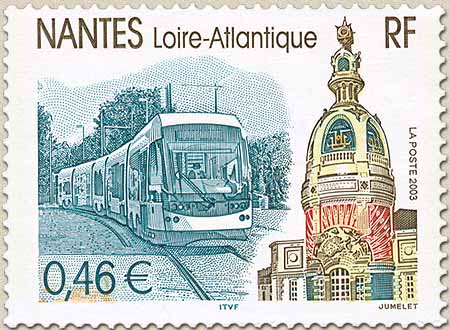 NANTES Loire-Atlantique RF
LA POSTE 2003
0,46 €
ITVF
JUMELET